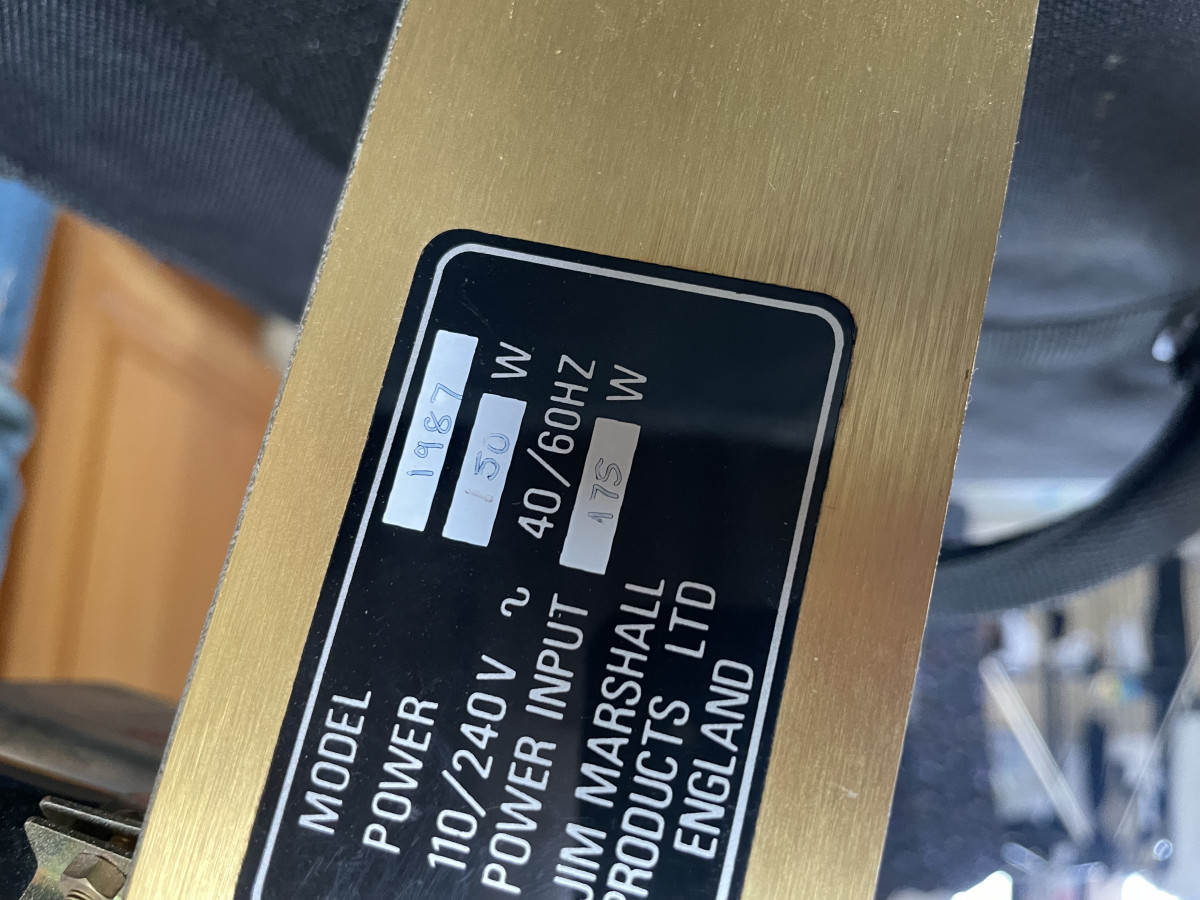 MODEL 1987
POWER 150 W
110/240V ~ 40/60HZ
POWER INPUT 175 W
JIM MARSHALL
PRODUCTS LTD
ENGLAND